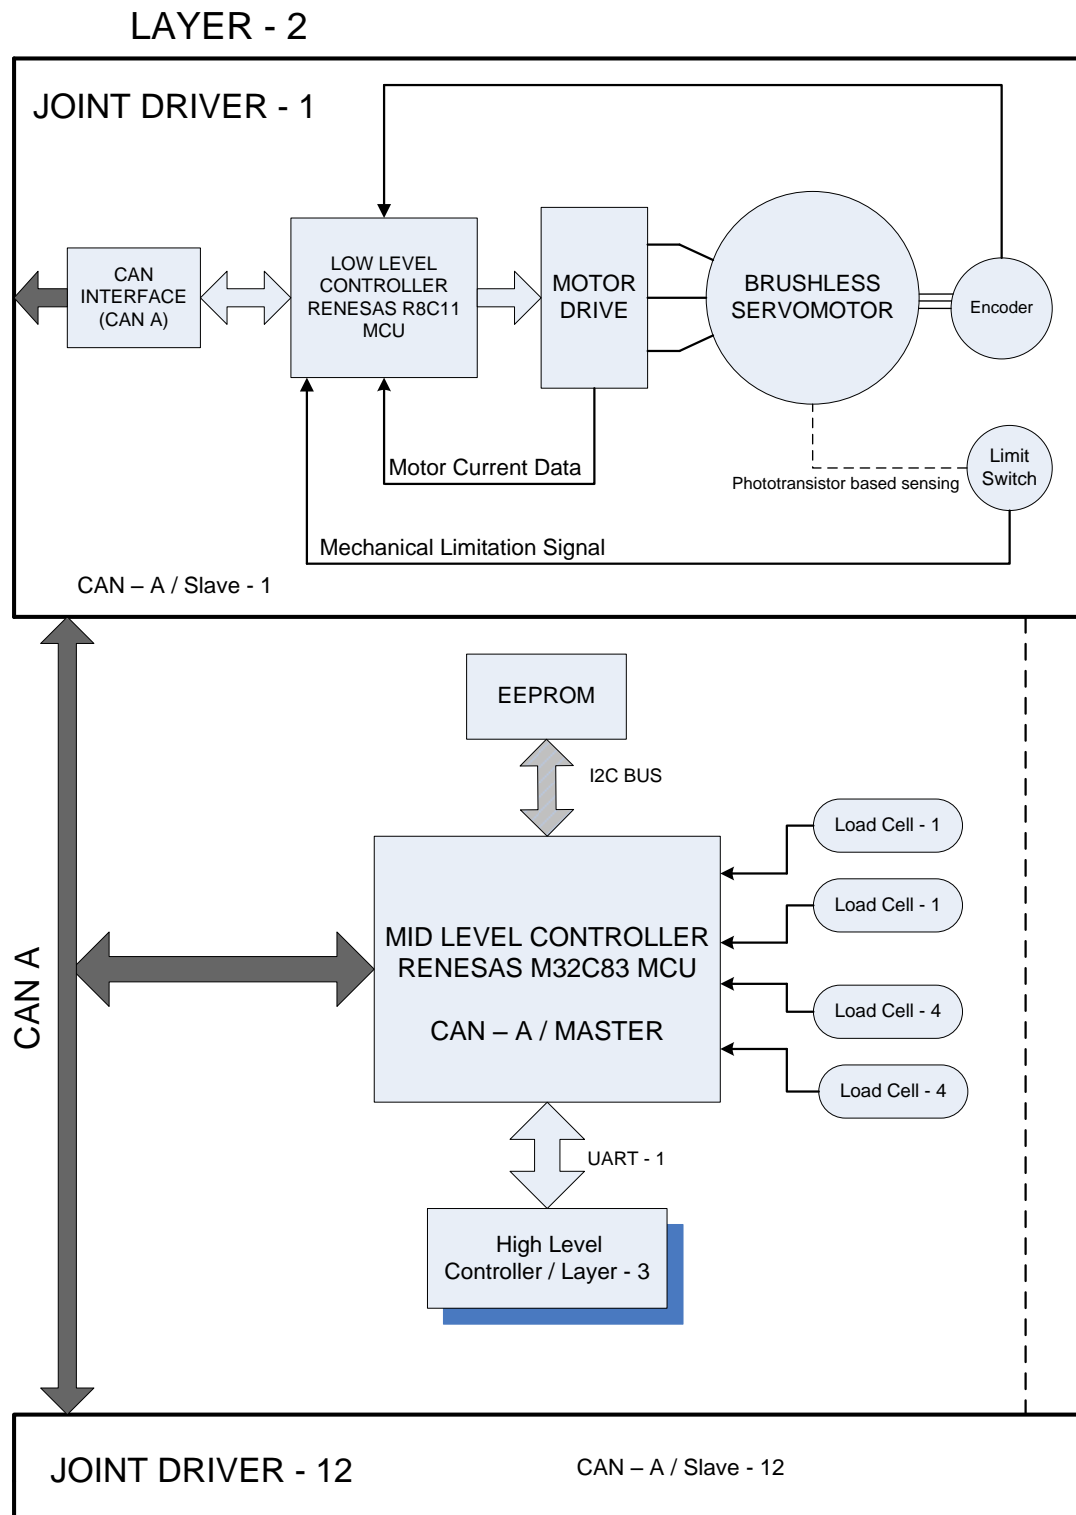 LAYER - 2
JOINT DRIVER - 1
CAN
INTERFACE
(CAN A)
LOW LEVEL
CONTROLLER
RENESAS R8C11
MCU
MOTOR
DRIVE
BRUSHLESS
SERVOMOTOR
Encoder
Limit
Switch
Motor Current Data
Phototransistor based sensing
Mechanical Limitation Signal
CAN – A / Slave - 1
EEPROM
I2C BUS
CAN A
MID LEVEL CONTROLLER
RENESAS M32C83 MCU
CAN – A / MASTER
Load Cell - 1
Load Cell - 1
Load Cell - 4
Load Cell - 4
UART - 1
High Level
Controller / Layer - 3
JOINT DRIVER - 12
CAN – A / Slave - 12